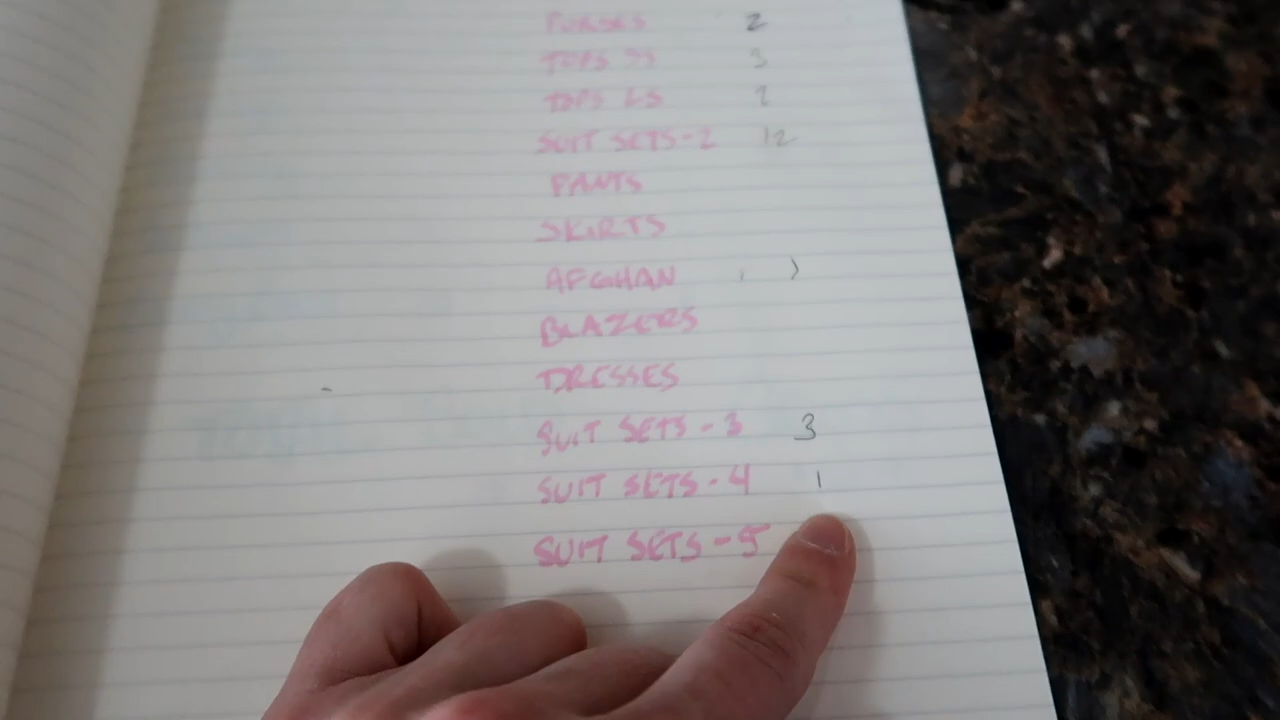 PURSES 2
TOPS SS 3
TOPS LS 1
SUIT SETS-2 12
PANTS
SKIRTS
AFGHAN
BLAZERS
DRESSES
SUIT SETS - 3 3
SUIT SETS - 4 1
SUIT SETS - 5